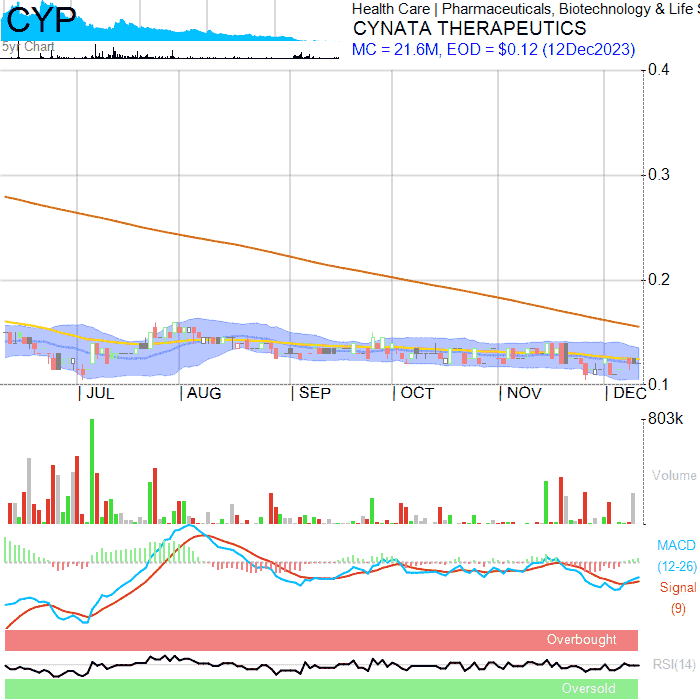 CYP
5yr Chart
Health Care | Pharmaceuticals, Biotechnology & Life S
CYNATA THERAPEUTICS
MC = 21.6M, EOD = $0.12 (12Dec2023)
0.4
0.3
0.2
0.1
JUL AUG SEP OCT NOV DEC
803k
Volume
MACD
(12-26)
Signal
(9)
Overbought
RSI(14)
Oversold